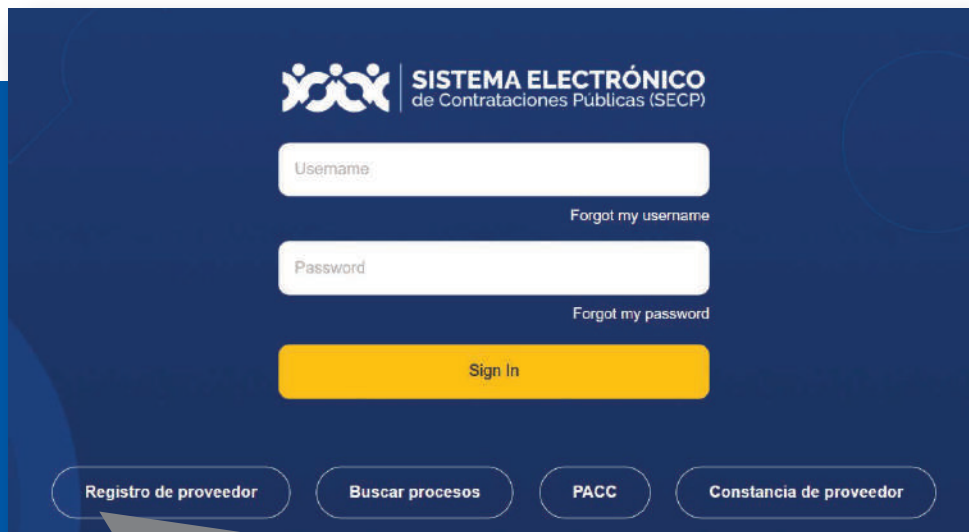 SISTEMA ELECTRÓNICO
de Contrataciones Públicas (SECP)
Username
Forgot my username
Password
Forgot my password
Sign In
Registro de proveedor
Buscar procesos
PACC
Constancia de proveedor